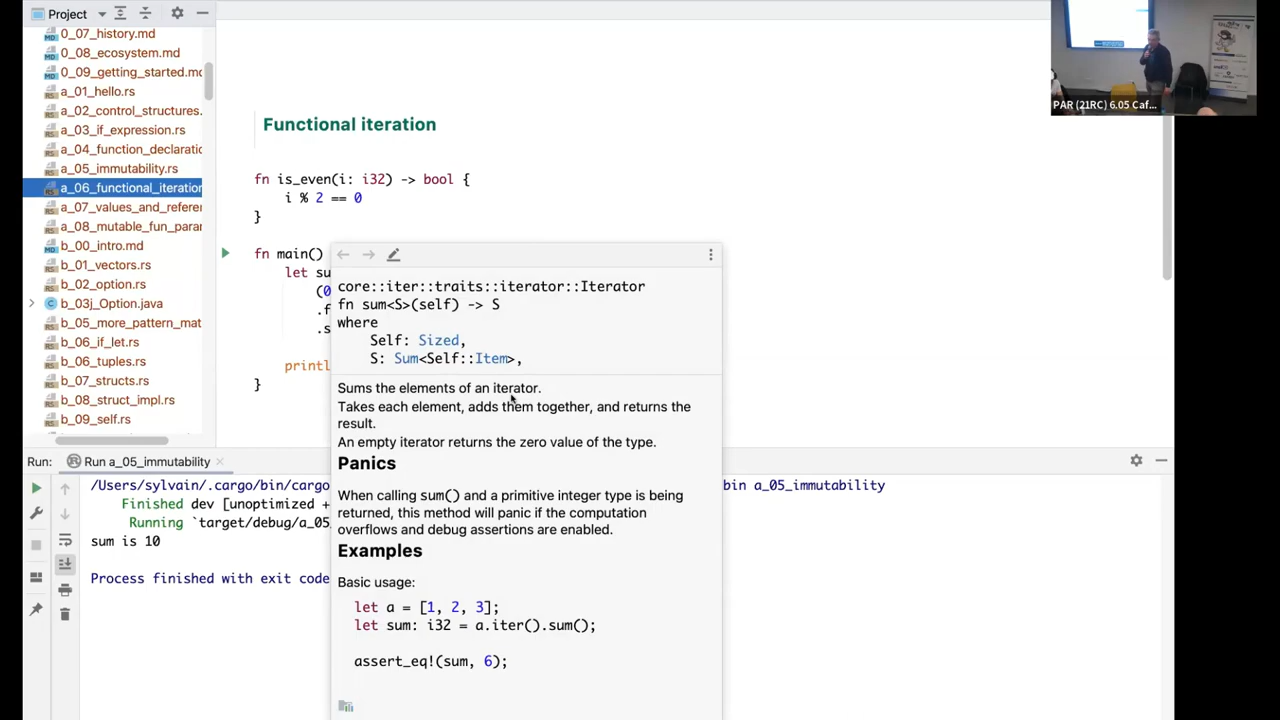 Project
0_07_history.md
0_08_ecosystem.md
0_09_getting_started.md
a_01_hello.rs
a_02_control_structures.
a_03_if_expression.rs
a_04_function_declaratio
a_05_immutability.rs
a_06_functional_iteration
a_07_values_and_refere
a_08_mutable_fun_parar
b_00_intro.md
b_01_vectors.rs
b_02_option.rs
b_03j_Option.java
b_05_more_pattern_mat
b_06_if_let.rs
b_06_tuples.rs
b_07_structs.rs
b_08_struct_impl.rs
b_09_self.rs
Functional iteration
fn is_even(i: i32) -> bool {
i % 2 == 0
}
fn main()
let su
(0
.f
.s
println
}
core::iter::traits::iterator::Iterator
fn sum<S>(self) -> S
where
Self: Sized,
S: Sum<Self::Item>,
Sums the elements of an iterator.
Takes each element, adds them together, and returns the
result.
An empty iterator returns the zero value of the type.
Panics
When calling sum() and a primitive integer type is being
returned, this method will panic if the computation
overflows and debug assertions are enabled.
Examples
Basic usage:
let a = [1, 2, 3];
let sum: i32 = a.iter().sum();
assert_eq!(sum, 6);
Run: Run a_05_immutability
/Users/sylvain/.cargo/bin/cargo bin a_05_immutability
Finished dev [unoptimized +
Running `target/debug/a_05
sum is 10
Process finished with exit code
PAR (21RC) 6.05 Caf...